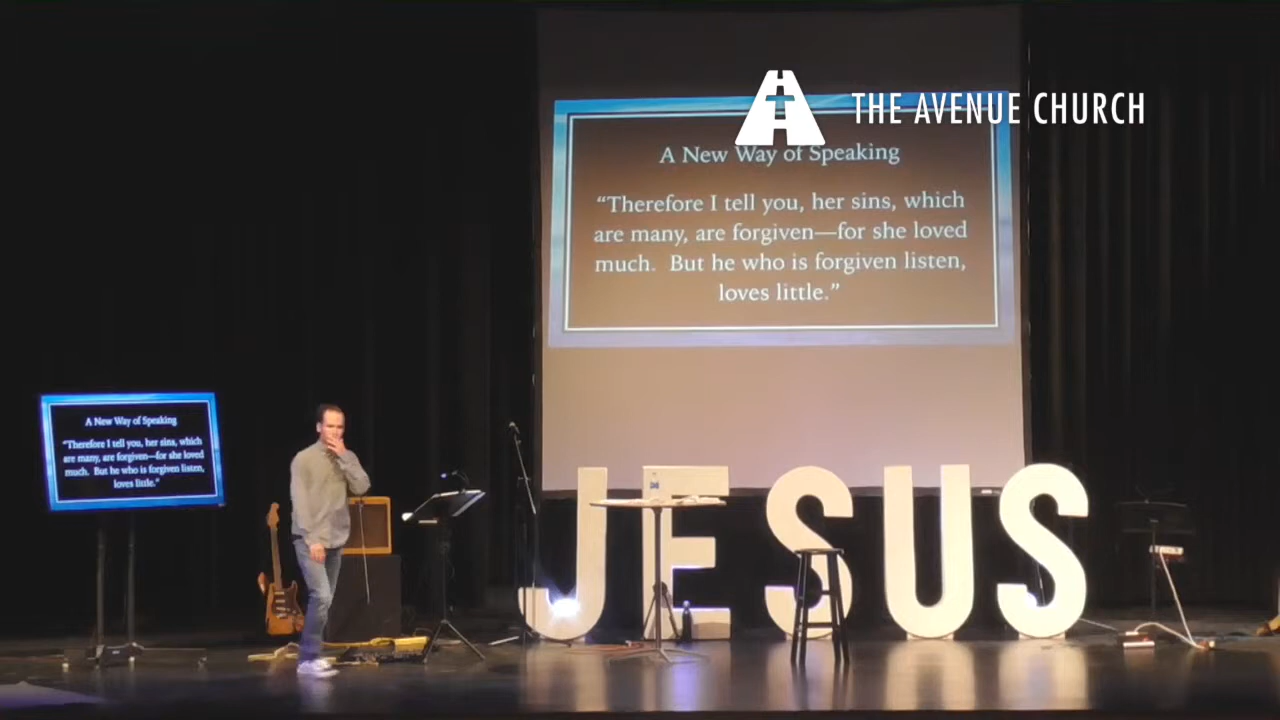 THE AVENUE CHURCH
A New Way of Speaking
“Therefore I tell you, her sins, which
are many, are forgiven—for she loved
much.  But he who is forgiven listen,
loves little.”
A New Way of Speaking
“Therefore I tell you, her sins, which
are many, are forgiven—for she loved
much.  But he who is forgiven listen,
loves little.”
JESUS